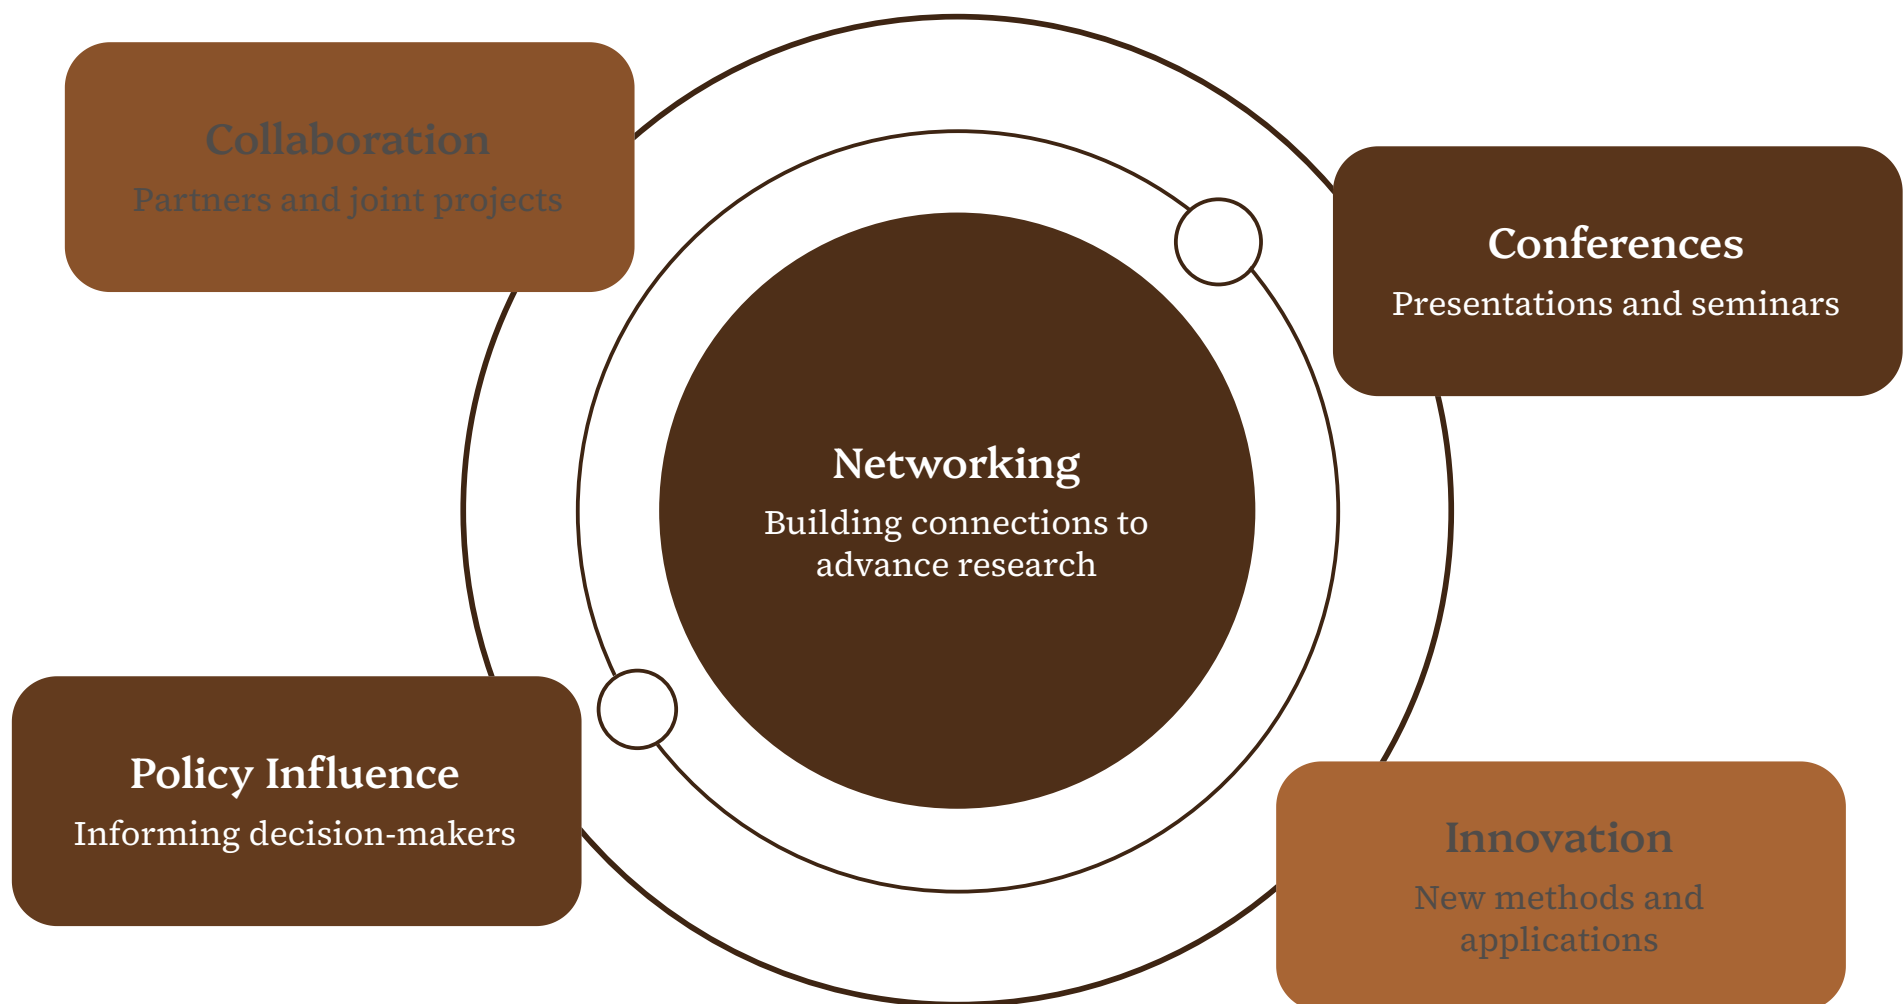 Collaboration
Partners and joint projects
Conferences
Presentations and seminars
Networking
Building connections to
advance research
Policy Influence
Informing decision-makers
Innovation
New methods and
applications